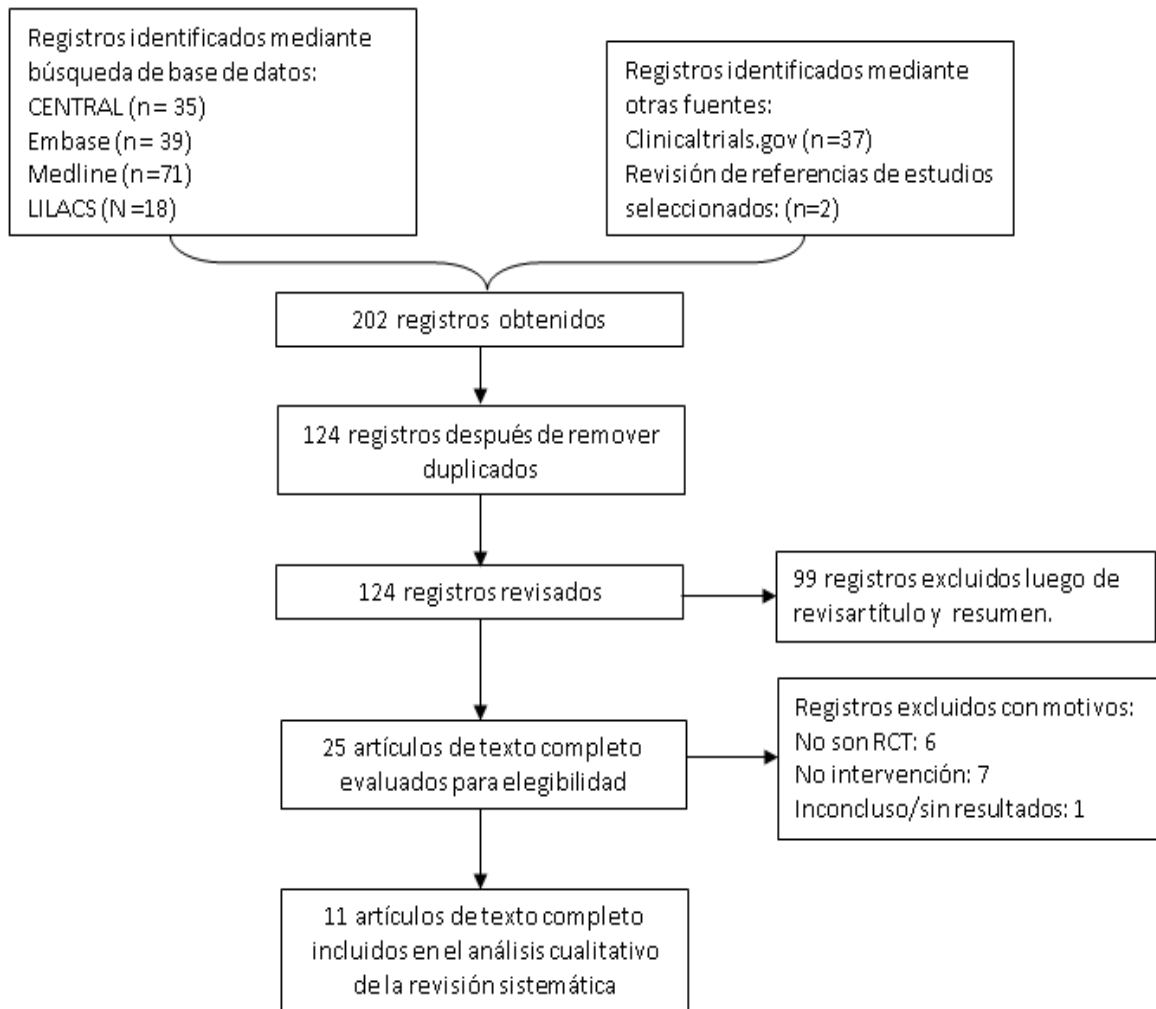 Registros identificados mediante
búsqueda de base de datos:
CENTRAL (n= 35)
Embase (n= 39)
Medline (n=71)
LILACS (N =18)
Registros identificados mediante
otras fuentes:
Clinicaltrials.gov (n=37)
Revisión de referencias de estudios
seleccionados: (n=2)
202 registros obtenidos
124 registros después de remover
duplicados
124 registros revisados
99 registros excluidos luego de
revisar título y resumen.
25 artículos de texto completo
evaluados para elegibilidad
Registros excluidos con motivos:
No son RCT: 6
No intervención: 7
Inconcluso/sin resultados: 1
11 artículos de texto completo
incluidos en el análisis cualitativo
de la revisión sistemática